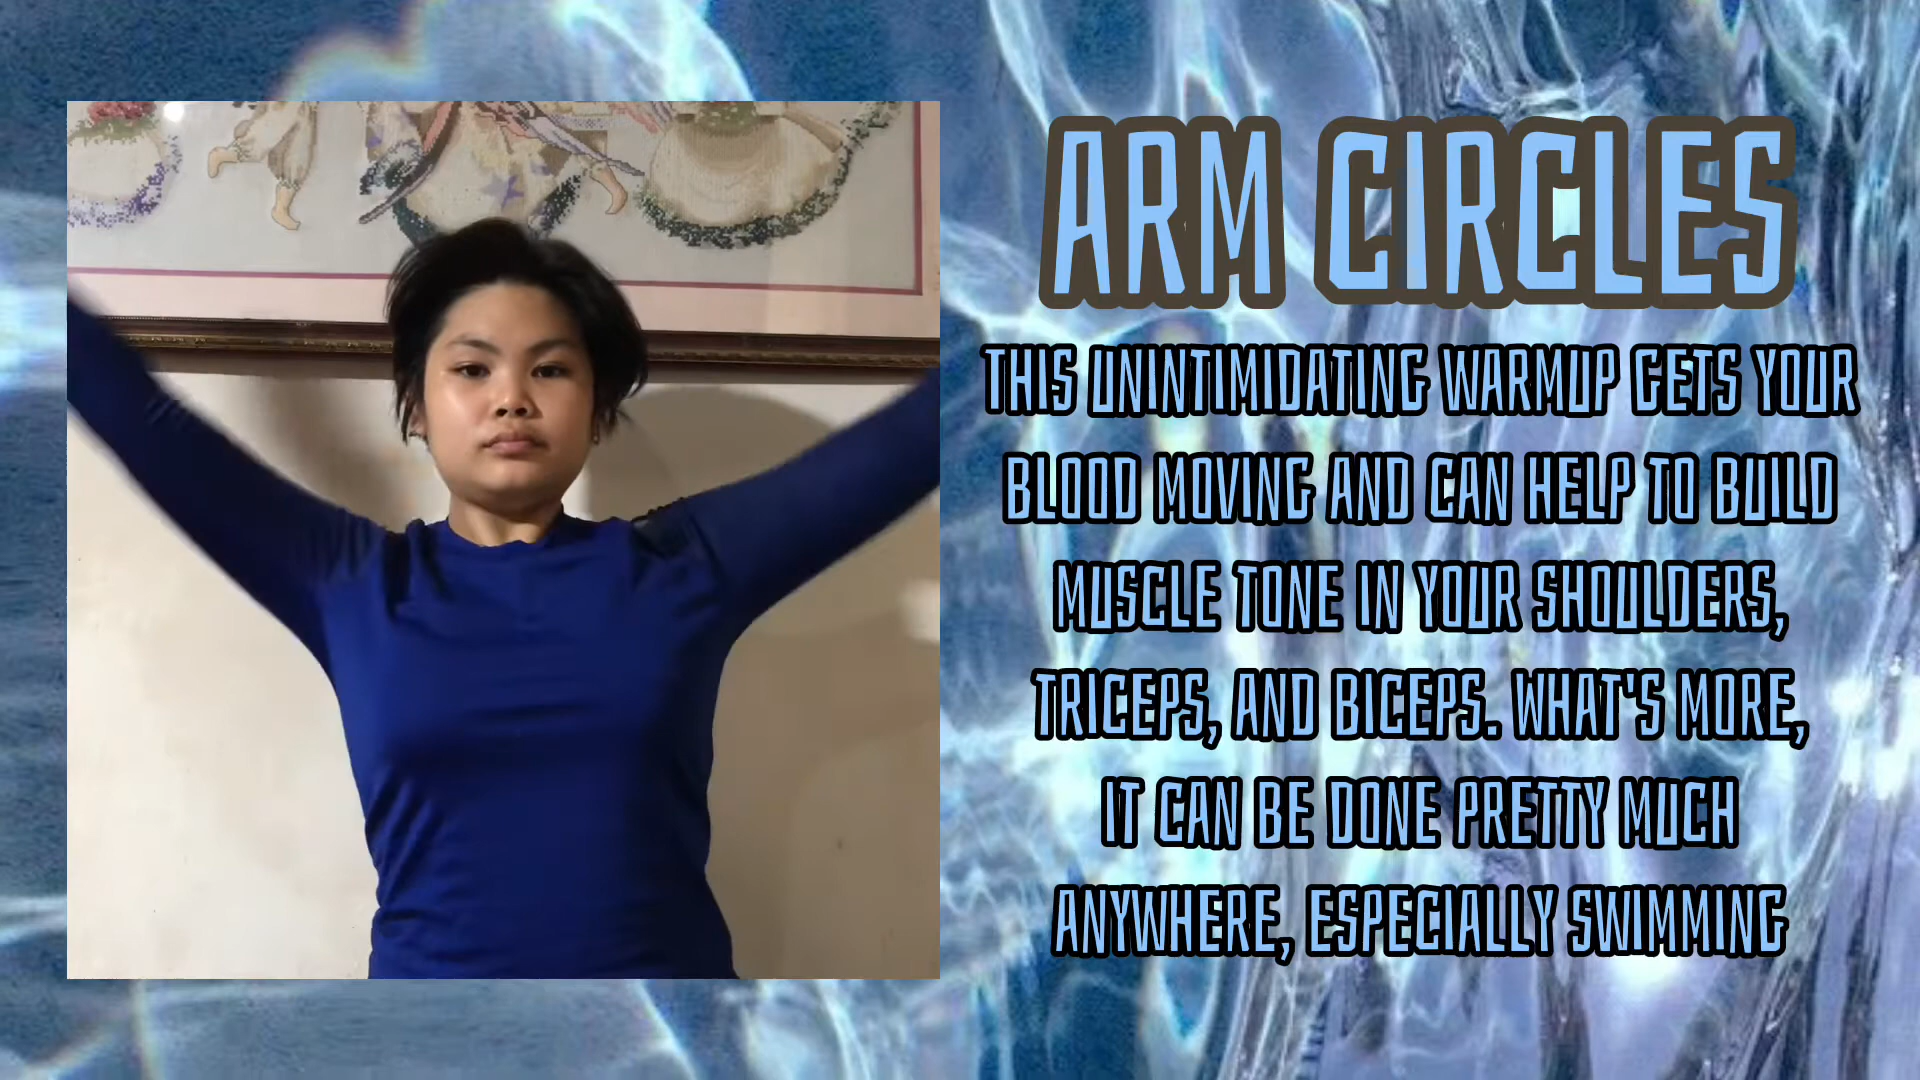 ARM CIRCLES
THIS UNINTIMIDATING WARMUP GETS YOUR
BLOOD MOVING AND CAN HELP TO BUILD
MUSCLE TONE IN YOUR SHOULDERS,
TRICEPS, AND BICEPS. WHAT'S MORE,
IT CAN BE DONE PRETTY MUCH
ANYWHERE, ESPECIALLY SWIMMING